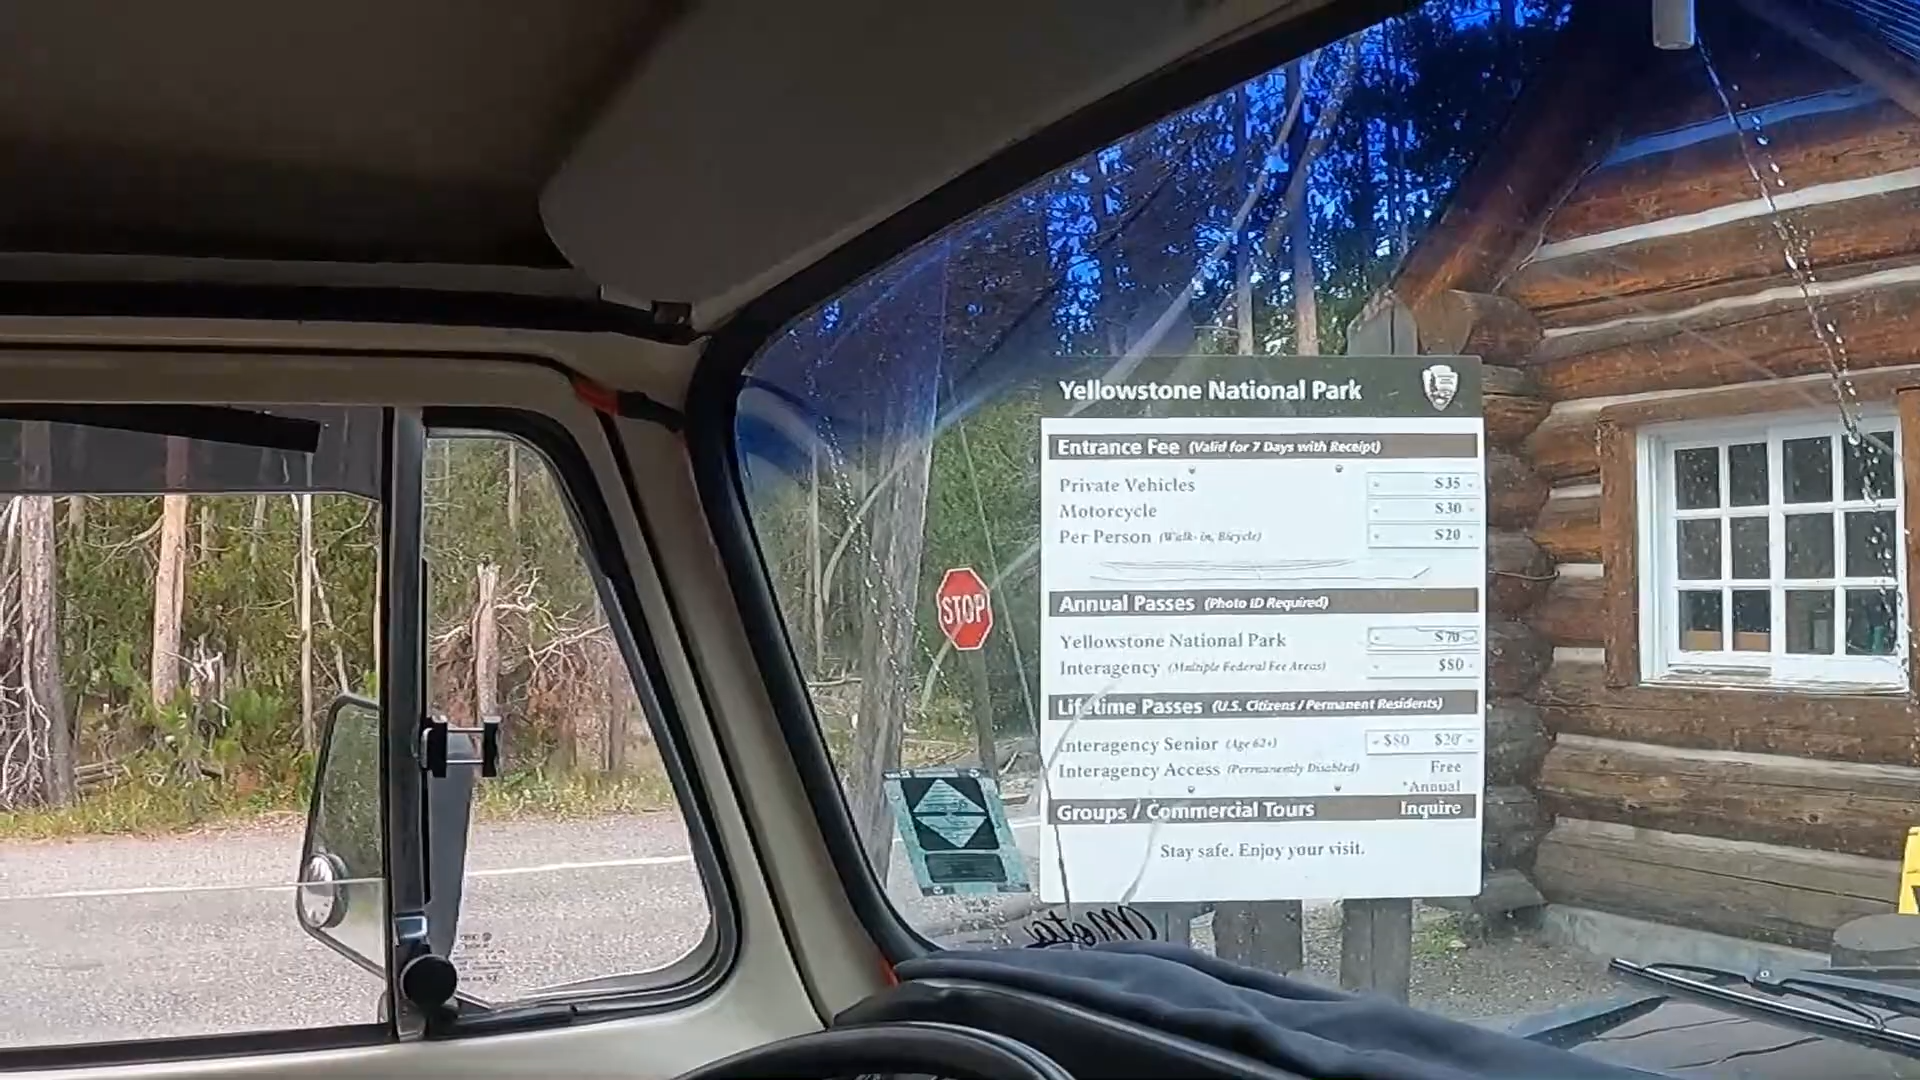 Yellowstone National Park
Entrance Fee (Valid for 7 Days with Receipt)
Private Vehicles $35
Motorcycle $30
Per Person (Walk-in, Bicycle) $20
Annual Passes (Photo ID Required)
Yellowstone National Park $70
Interagency (Multiple Federal Fee Areas) $80
Lifetime Passes (U.S. Citizens / Permanent Residents)
Interagency Senior (Age 62+) $80 $20
Interagency Access (Permanently Disabled) Free
*Annual
Groups / Commercial Tours Inquire
Stay safe. Enjoy your visit.
STOP